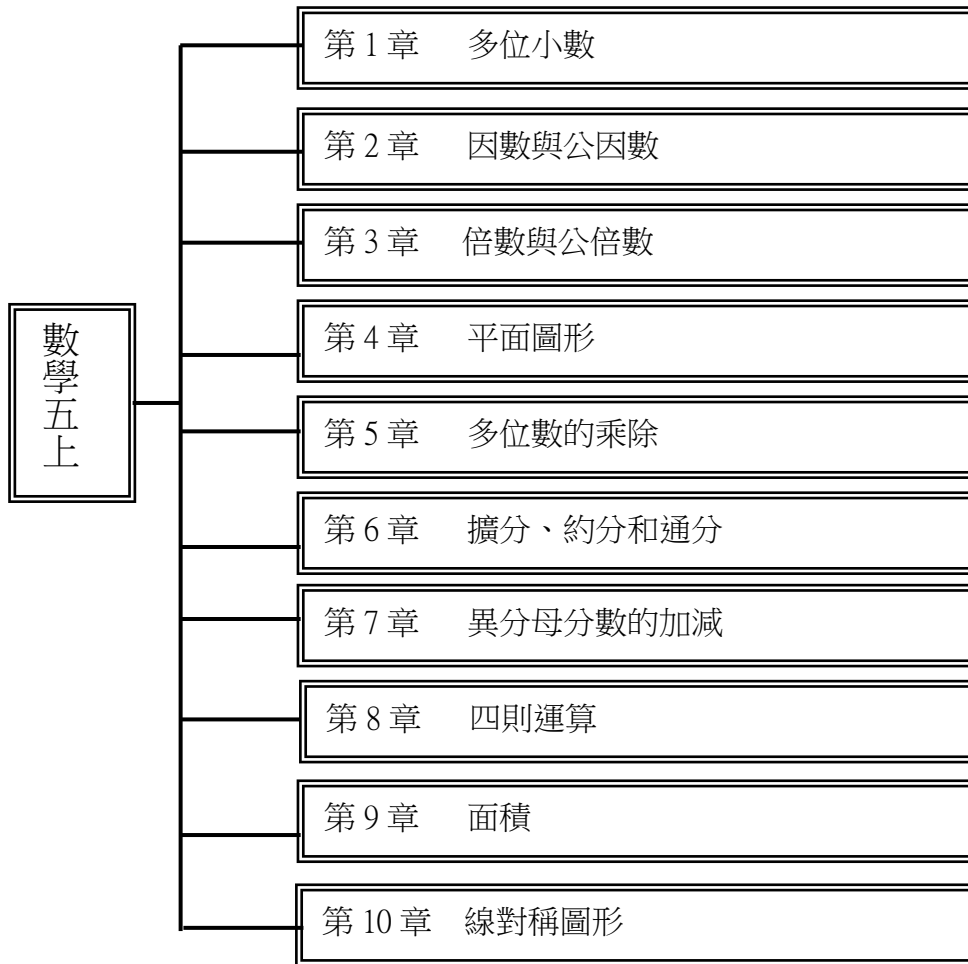 數學五上
第 1 章 多位小數
第 2 章 因數與公因數
第 3 章 倍數與公倍數
第 4 章 平面圖形
第 5 章 多位數的乘除
第 6 章 擴分、約分和通分
第 7 章 異分母分數的加減
第 8 章 四則運算
第 9 章 面積
第 10 章 線對稱圖形